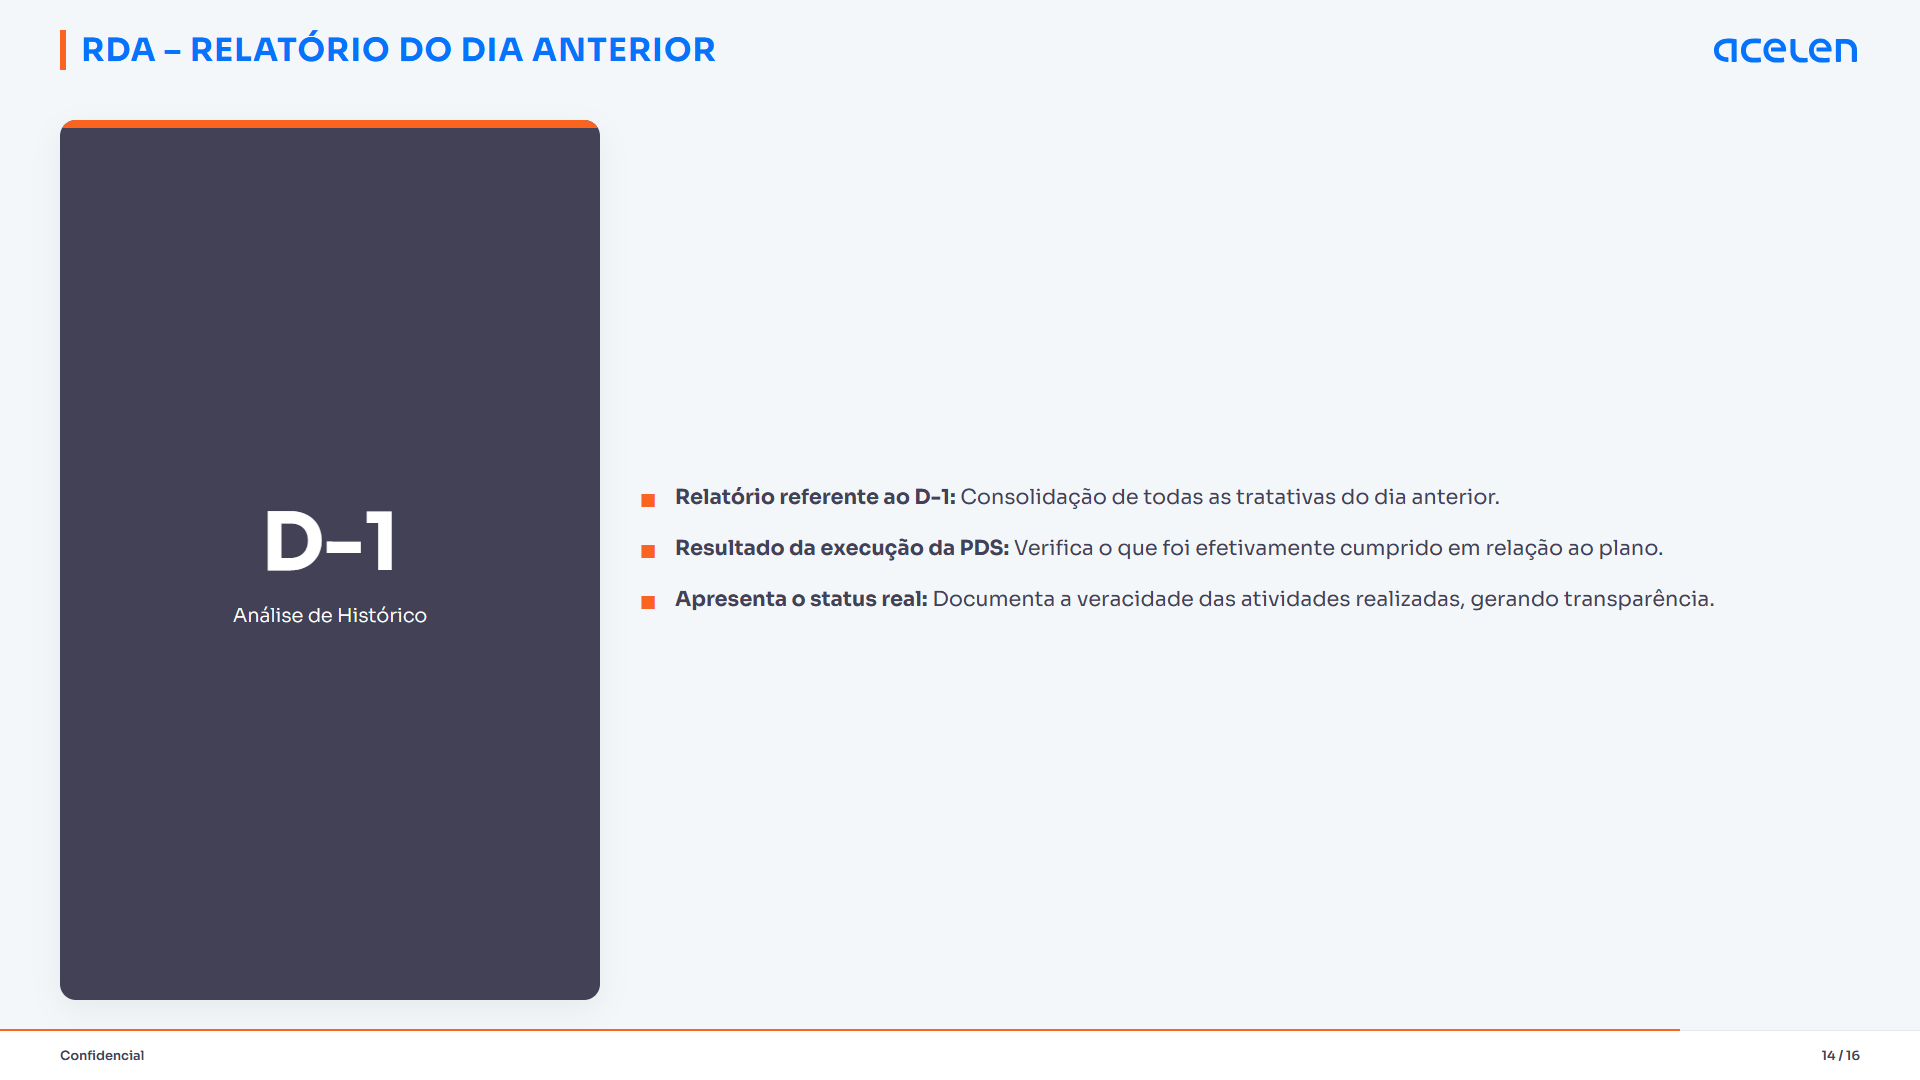 RDA – RELATÓRIO DO DIA ANTERIOR
acelen
D-1
Análise de Histórico
Relatório referente ao D-1: Consolidação de todas as tratativas do dia anterior.
Resultado da execução da PDS: Verifica o que foi efetivamente cumprido em relação ao plano.
Apresenta o status real: Documenta a veracidade das atividades realizadas, gerando transparência.
Confidencial
14 / 16